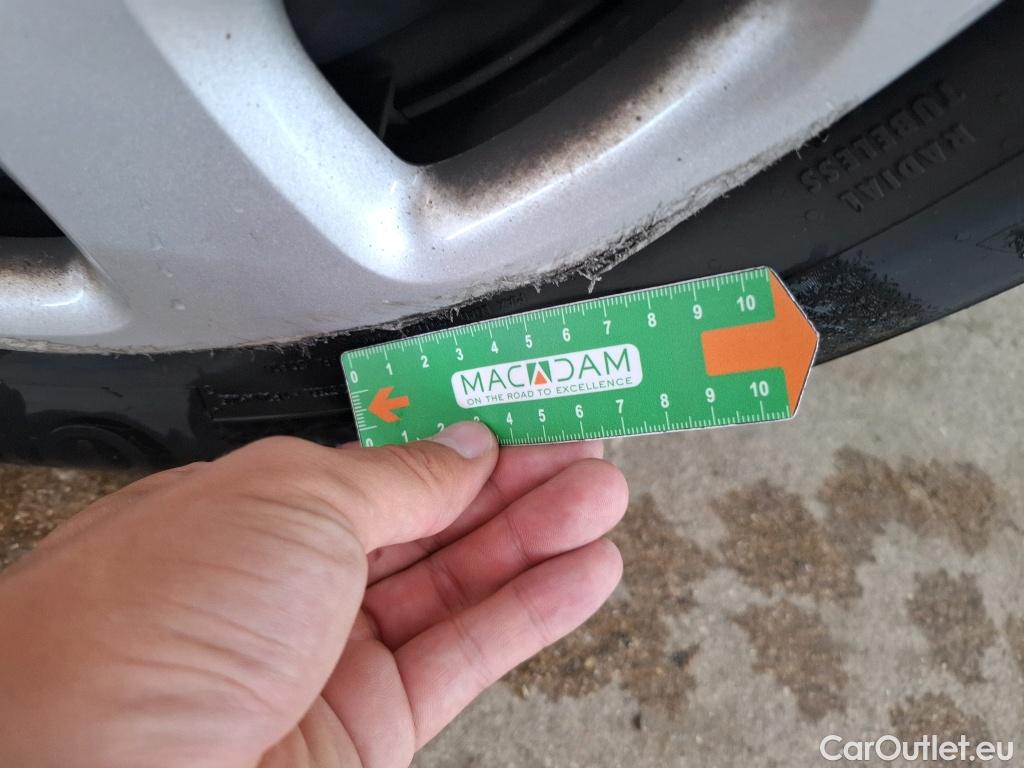 RADIAL
TUBELESS
0 1 2 3 4 5 6 7 8 9 10
MACADAM
ON THE ROAD TO EXCELLENCE
0 1 2 3 4 5 6 7 8 9 10
CarOutlet.eu